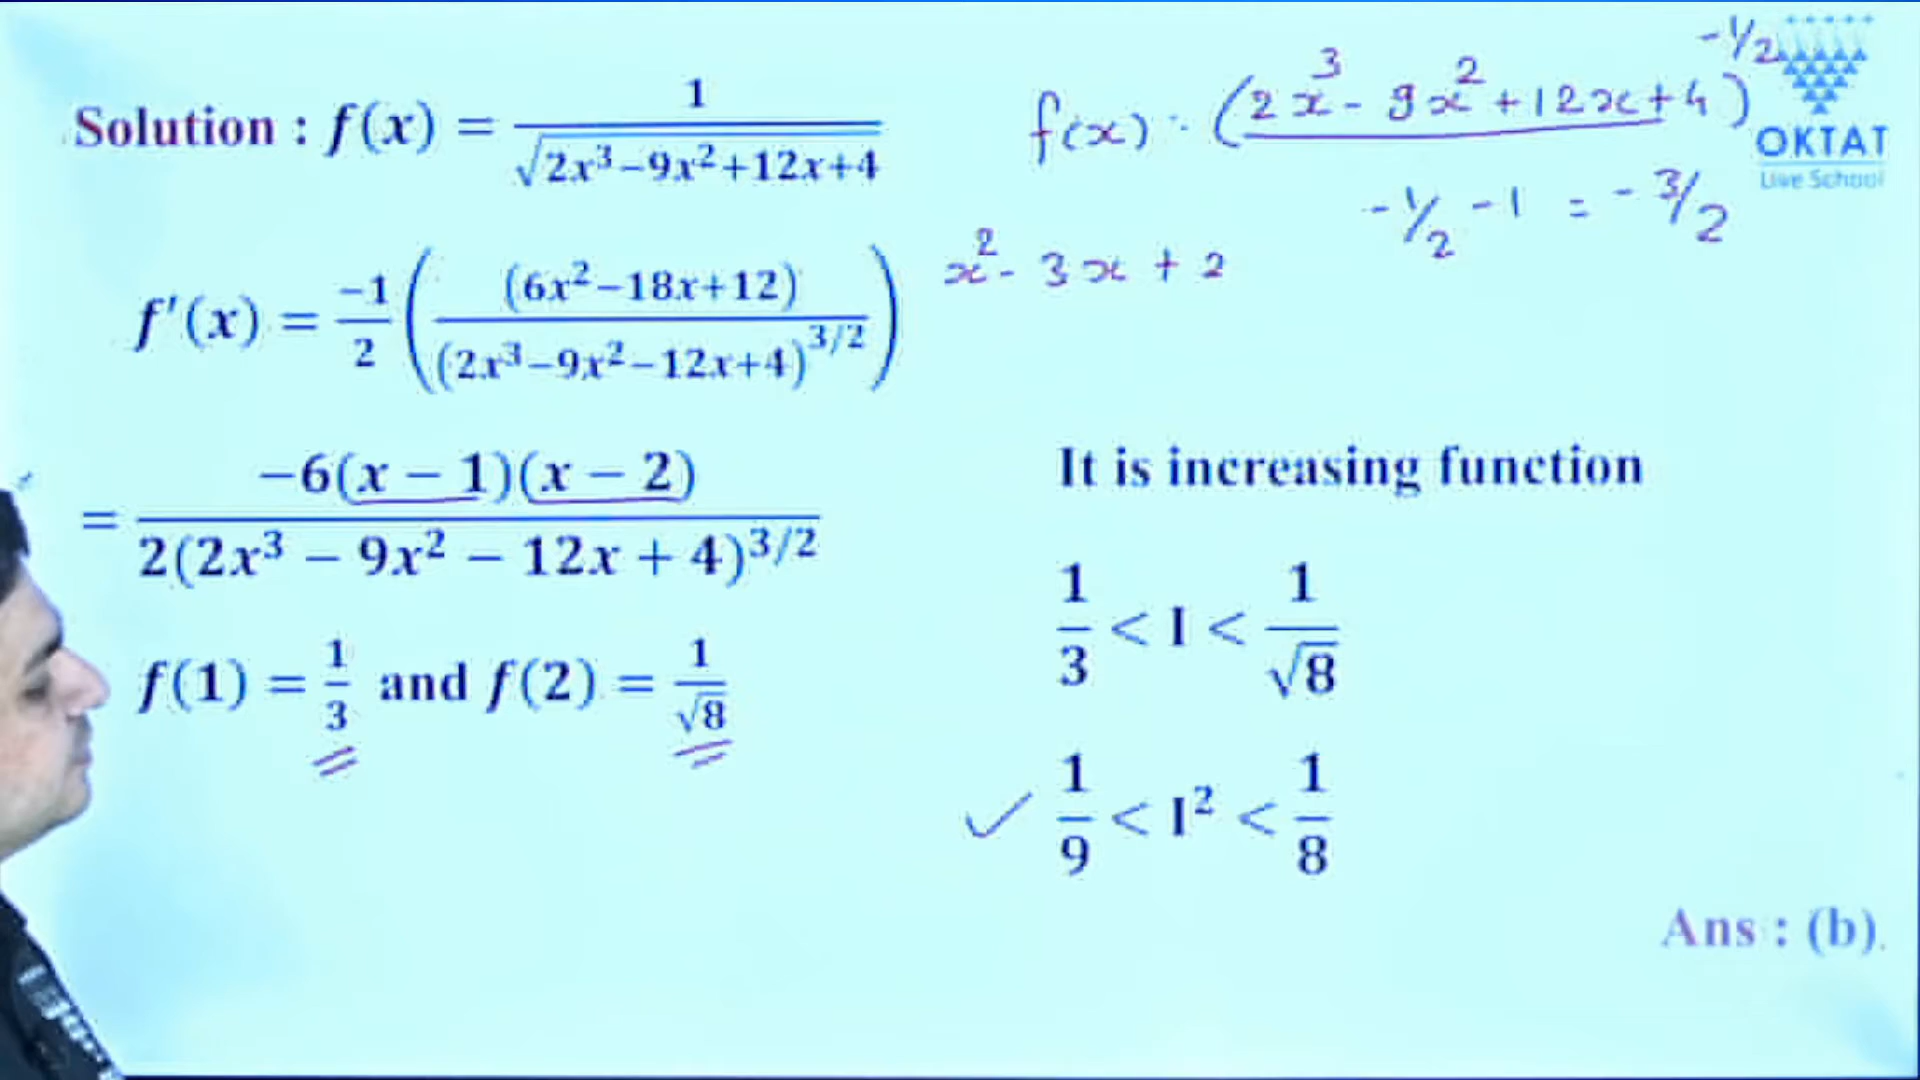 Solution : f(x) = 1/√(2x³−9x²+12x+4)
f'(x) = −1/2 ( (6x²−18x+12) / (2x³−9x²−12x+4)^3/2 )
= −6(x − 1)(x − 2) / 2(2x³ − 9x² − 12x + 4)^3/2
f(1) = 1/3 and f(2) = 1/√8
f(x) · (2x³ - 9x² + 12x + 4)^-1/2
-1/2 - 1 = - 3/2
x² - 3x + 2
OKTAT
Live School
It is increasing function
1/3 < I < 1/√8
✓ 1/9 < I² < 1/8
Ans : (b).